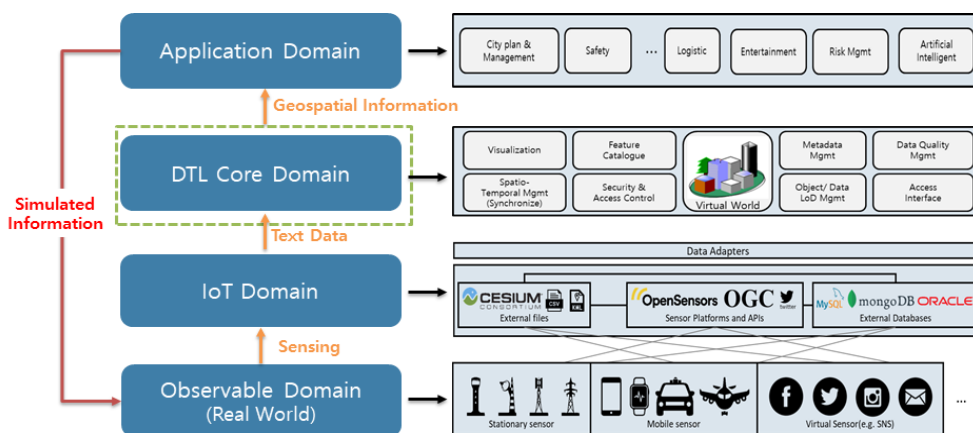 Application Domain
City plan &
Management
Safety
...
Logistic
Entertainment
Risk Mgmt
Artificial
Intelligent
Geospatial Information
DTL Core Domain
Visualization
Feature
Catalogue
Metadata
Mgmt
Data Quality
Mgmt
Spatio-
Temporal Mgmt
(Synchronize)
Security &
Access Control
Virtual World
Object/ Data
LoD Mgmt
Access
Interface
Simulated
Information
Text Data
Data Adapters
IoT Domain
CESIUM
CONSORTIUM
CSV
XML
External files
OpenSensors
OGC
twitter
Sensor Platforms and APIs
MySQL
mongoDB
ORACLE
External Databases
Sensing
Observable Domain
(Real World)
Stationary sensor
Mobile sensor
Virtual Sensor(e.g. SNS)
...